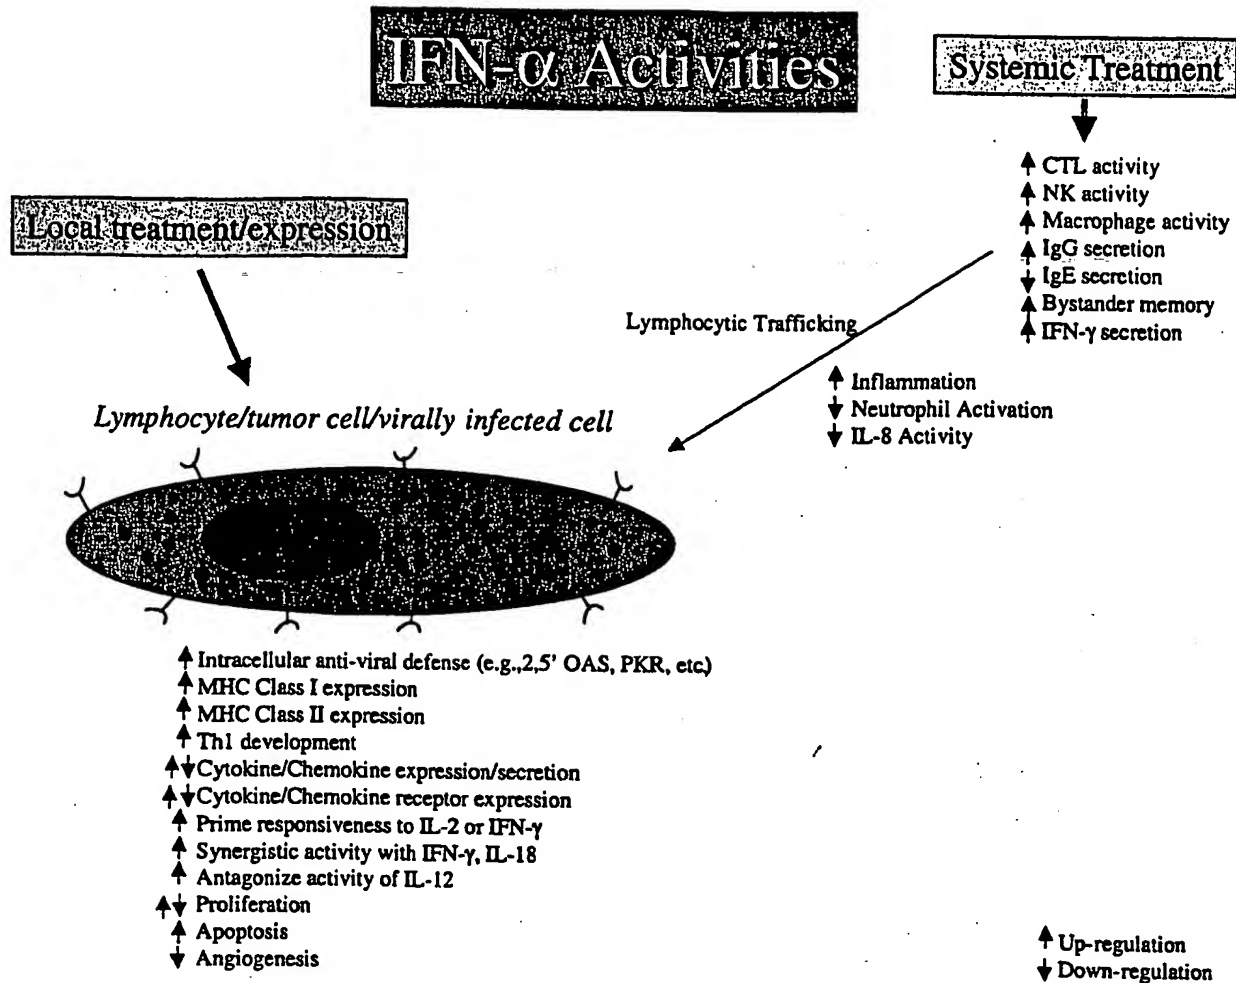 IFN-α Activities
Systemic Treatment
↑ CTL activity
↑ NK activity
↑ Macrophage activity
↑ IgG secretion
↓ IgE secretion
↑ Bystander memory
↑ IFN-γ secretion
Local treatment/expression
Lymphocytic Trafficking
↑ Inflammation
↓ Neutrophil Activation
↓ IL-8 Activity
Lymphocyte/tumor cell/virally infected cell
↑ Intracellular anti-viral defense (e.g.,2,5' OAS, PKR, etc.)
↑ MHC Class I expression
↑ MHC Class II expression
↑ Th1 development
↑↓ Cytokine/Chemokine expression/secretion
↑↓ Cytokine/Chemokine receptor expression
↑ Prime responsiveness to IL-2 or IFN-γ
↑ Synergistic activity with IFN-γ, IL-18
↑ Antagonize activity of IL-12
↑↓ Proliferation
↑ Apoptosis
↓ Angiogenesis
↑ Up-regulation
↓ Down-regulation